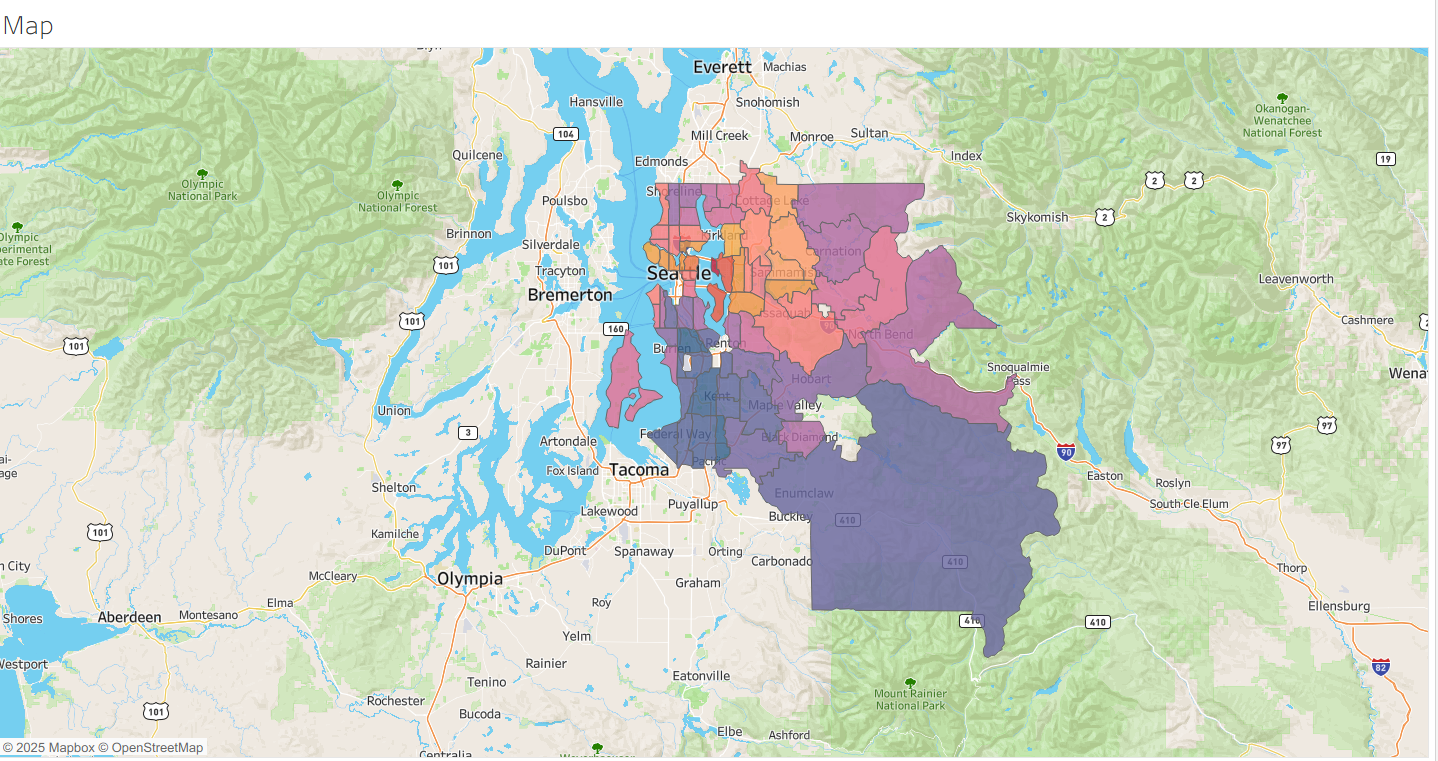 Map
Everett
Machias
Hansville
Snohomish
Okanogan-
Wenatchee
National Forest
104
Mill Creek
Monroe
Sultan
Quilcene
Edmonds
Index
19
Olympic
National Park
Olympic
National Forest
2
2
Shoreline
Poulsbo
Cottage Lake
Skykomish
2
Brinnon
Kirkland
Olympic
Silverdale
101
Tracyton
Seattle
Sammamish
Leavenworth
Bremerton
Issaquah
101
160
Cashmere
101
Burien
Renton
North Bend
Snoqualmie
Pass
Hobart
Union
Kent
Maple Valley
97
3
Artondale
Federal Way
Black Diamond
97
90
Fox Island
Tacoma
Pacific
Easton
Roslyn
Shelton
Enumclaw
Puyallup
South Cle Elum
Lakewood
Buckley
410
101
Kamilche
DuPont
Spanaway
Orting
Carbonado
410
Thorp
McCleary
Olympia
Graham
Elma
Roy
Ellensburg
Shores
Aberdeen
Montesano
410
410
Yelm
Westport
Rainier
82
Eatonville
Tenino
Mount Rainier
National Park
Rochester
101
Bucoda
Elbe
Ashford
Centralia
© 2025 Mapbox © OpenStreetMap